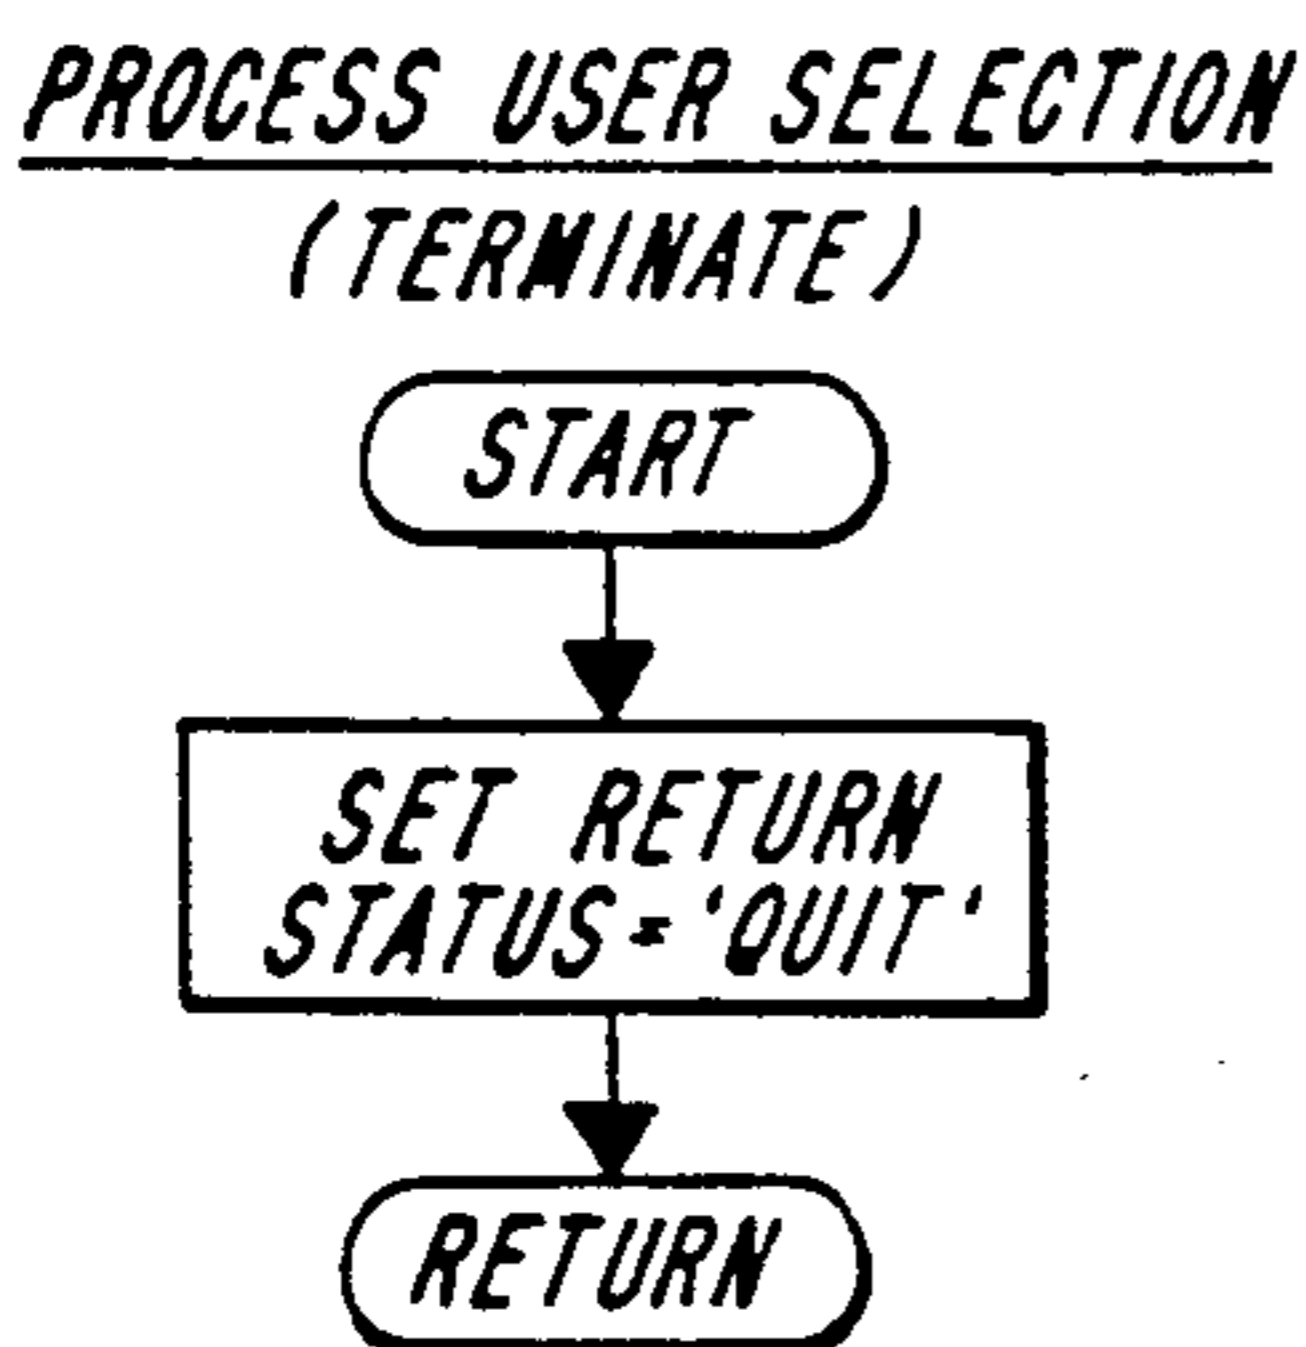 PROCESS USER SELECTION
(TERMINATE)
START
SET RETURN
STATUS='QUIT'
RETURN